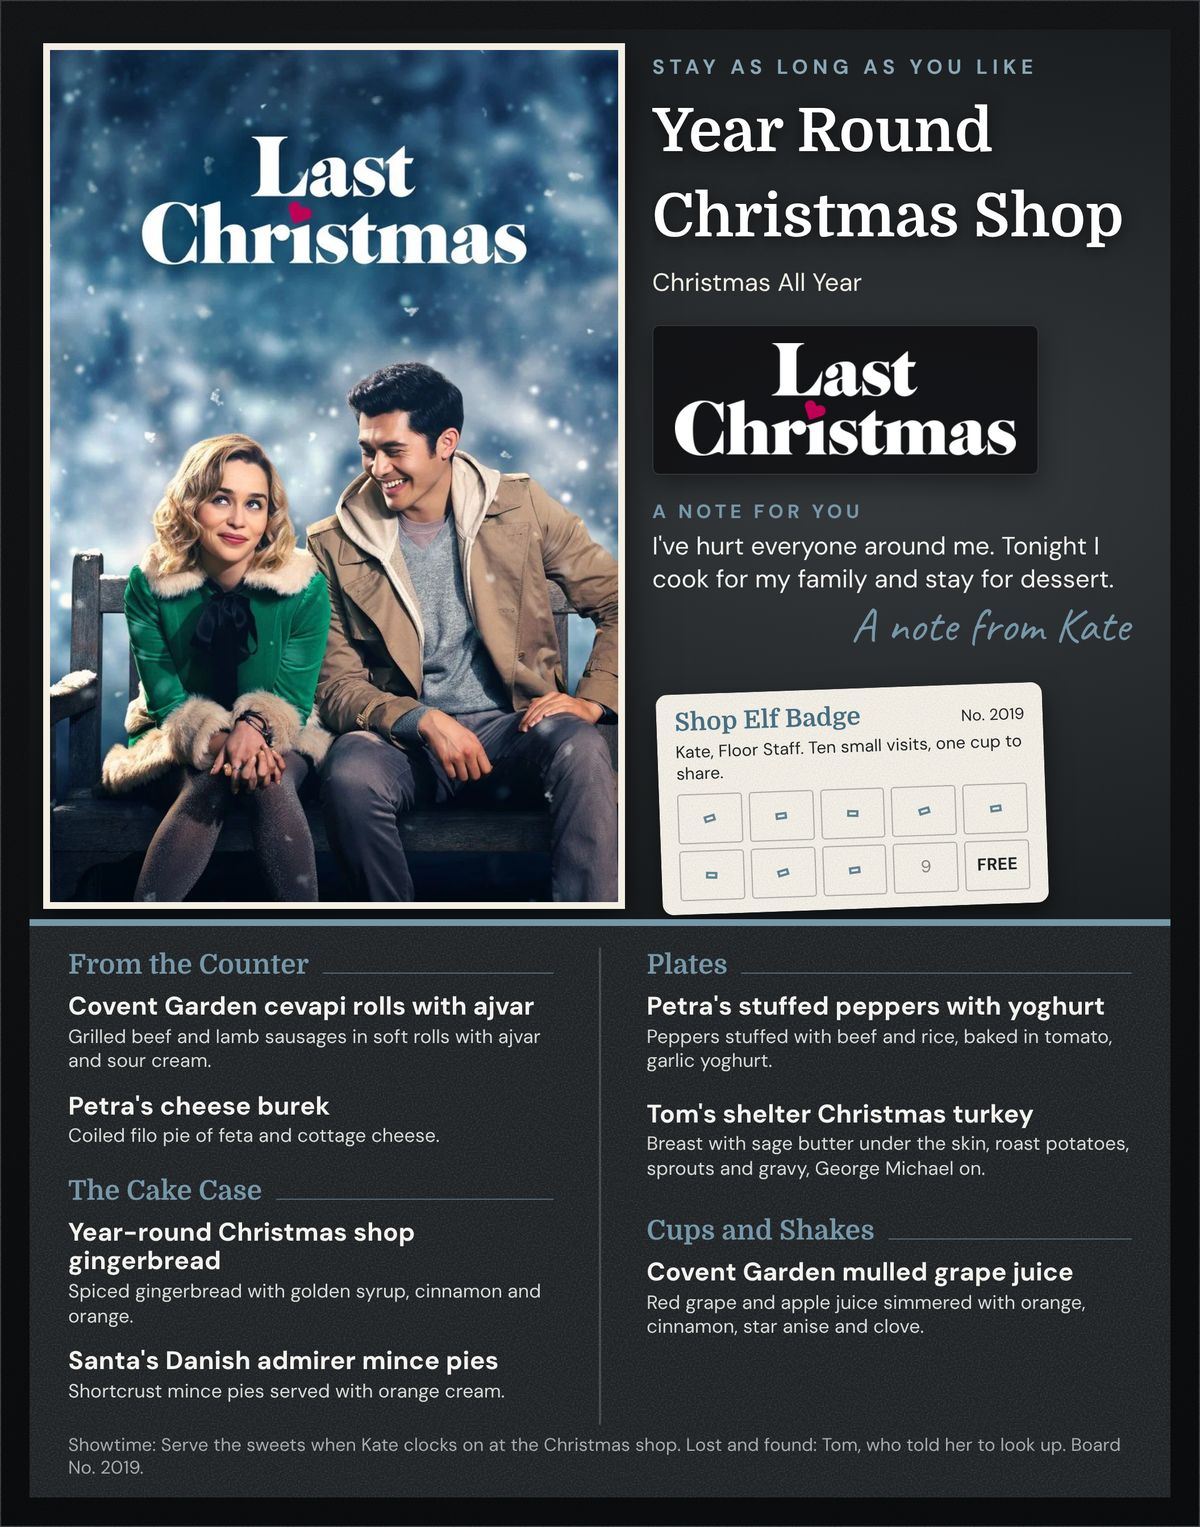 Last
Christmas
STAY AS LONG AS YOU LIKE
Year Round
Christmas Shop
Christmas All Year
Last
Christmas
A NOTE FOR YOU
I've hurt everyone around me. Tonight I
cook for my family and stay for dessert.
A note from Kate
Shop Elf Badge
No. 2019
Kate, Floor Staff. Ten small visits, one cup to
share.
9
FREE
From the Counter
Covent Garden cevapi rolls with ajvar
Grilled beef and lamb sausages in soft rolls with ajvar
and sour cream.
Petra's cheese burek
Coiled filo pie of feta and cottage cheese.
The Cake Case
Year-round Christmas shop
gingerbread
Spiced gingerbread with golden syrup, cinnamon and
orange.
Santa's Danish admirer mince pies
Shortcrust mince pies served with orange cream.
Plates
Petra's stuffed peppers with yoghurt
Peppers stuffed with beef and rice, baked in tomato,
garlic yoghurt.
Tom's shelter Christmas turkey
Breast with sage butter under the skin, roast potatoes,
sprouts and gravy, George Michael on.
Cups and Shakes
Covent Garden mulled grape juice
Red grape and apple juice simmered with orange,
cinnamon, star anise and clove.
Showtime: Serve the sweets when Kate clocks on at the Christmas shop. Lost and found: Tom, who told her to look up. Board
No. 2019.